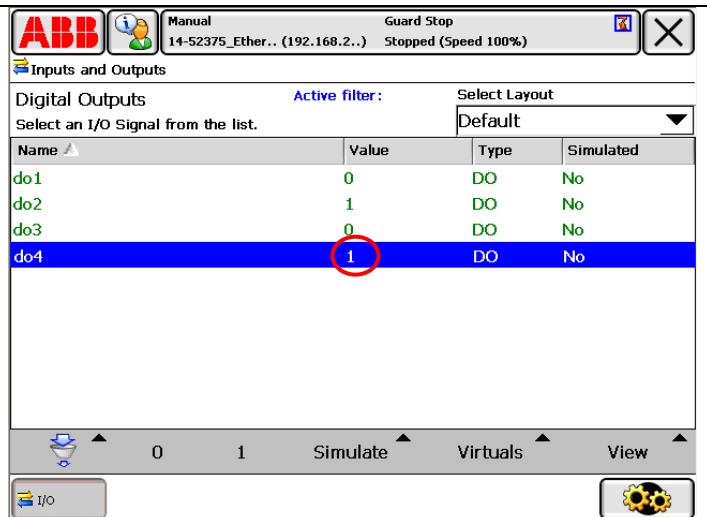 ABB
Manual
14-52375_Ether.. (192.168.2..)
Guard Stop
Stopped (Speed 100%)
Inputs and Outputs
Digital Outputs
Select an I/O Signal from the list.
Active filter:
Select Layout
Default
Name Value Type Simulated
do1 0 DO No
do2 1 DO No
do3 0 DO No
do4 1 DO No
0 1 Simulate Virtuals View
I/O